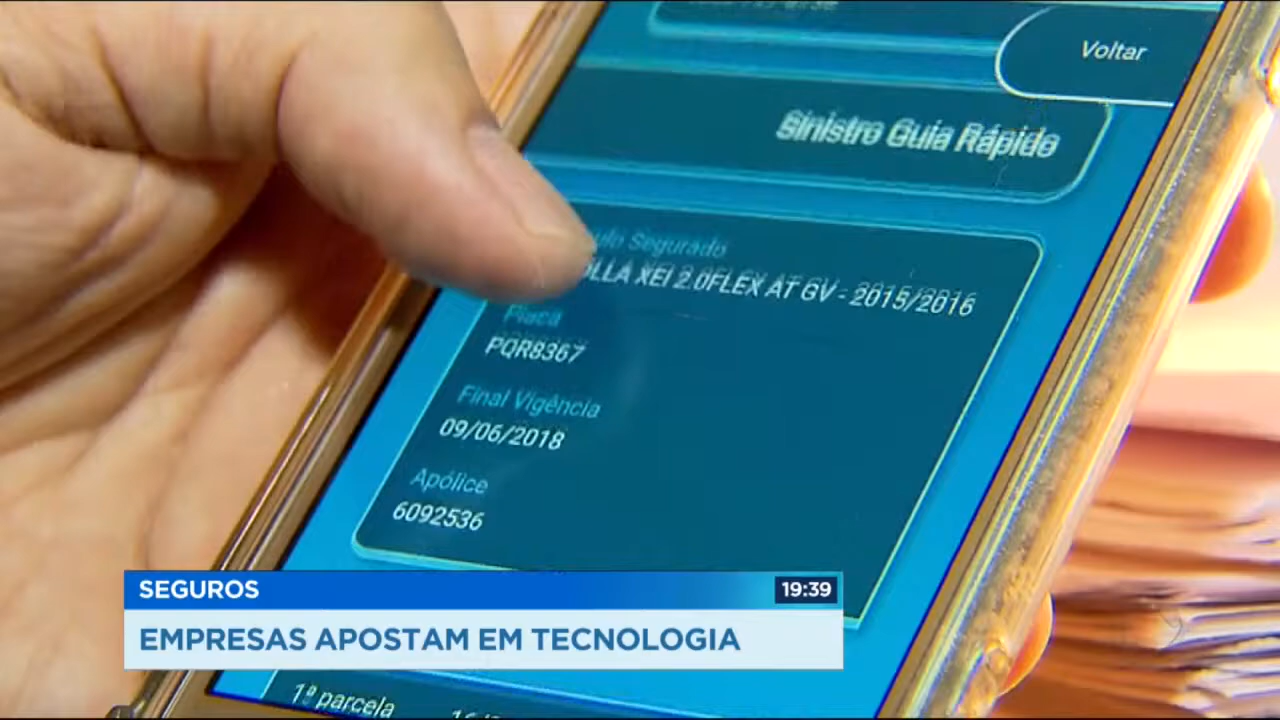 Voltar
Sinistro Guia Rápido
Segurado
XEI 2.0FLEX AT GV - 2015/2016
Placa
PQR8367
Final Vigência
09/06/2018
Apólice
6092536
SEGUROS
19:39
EMPRESAS APOSTAM EM TECNOLOGIA
1ª parcela